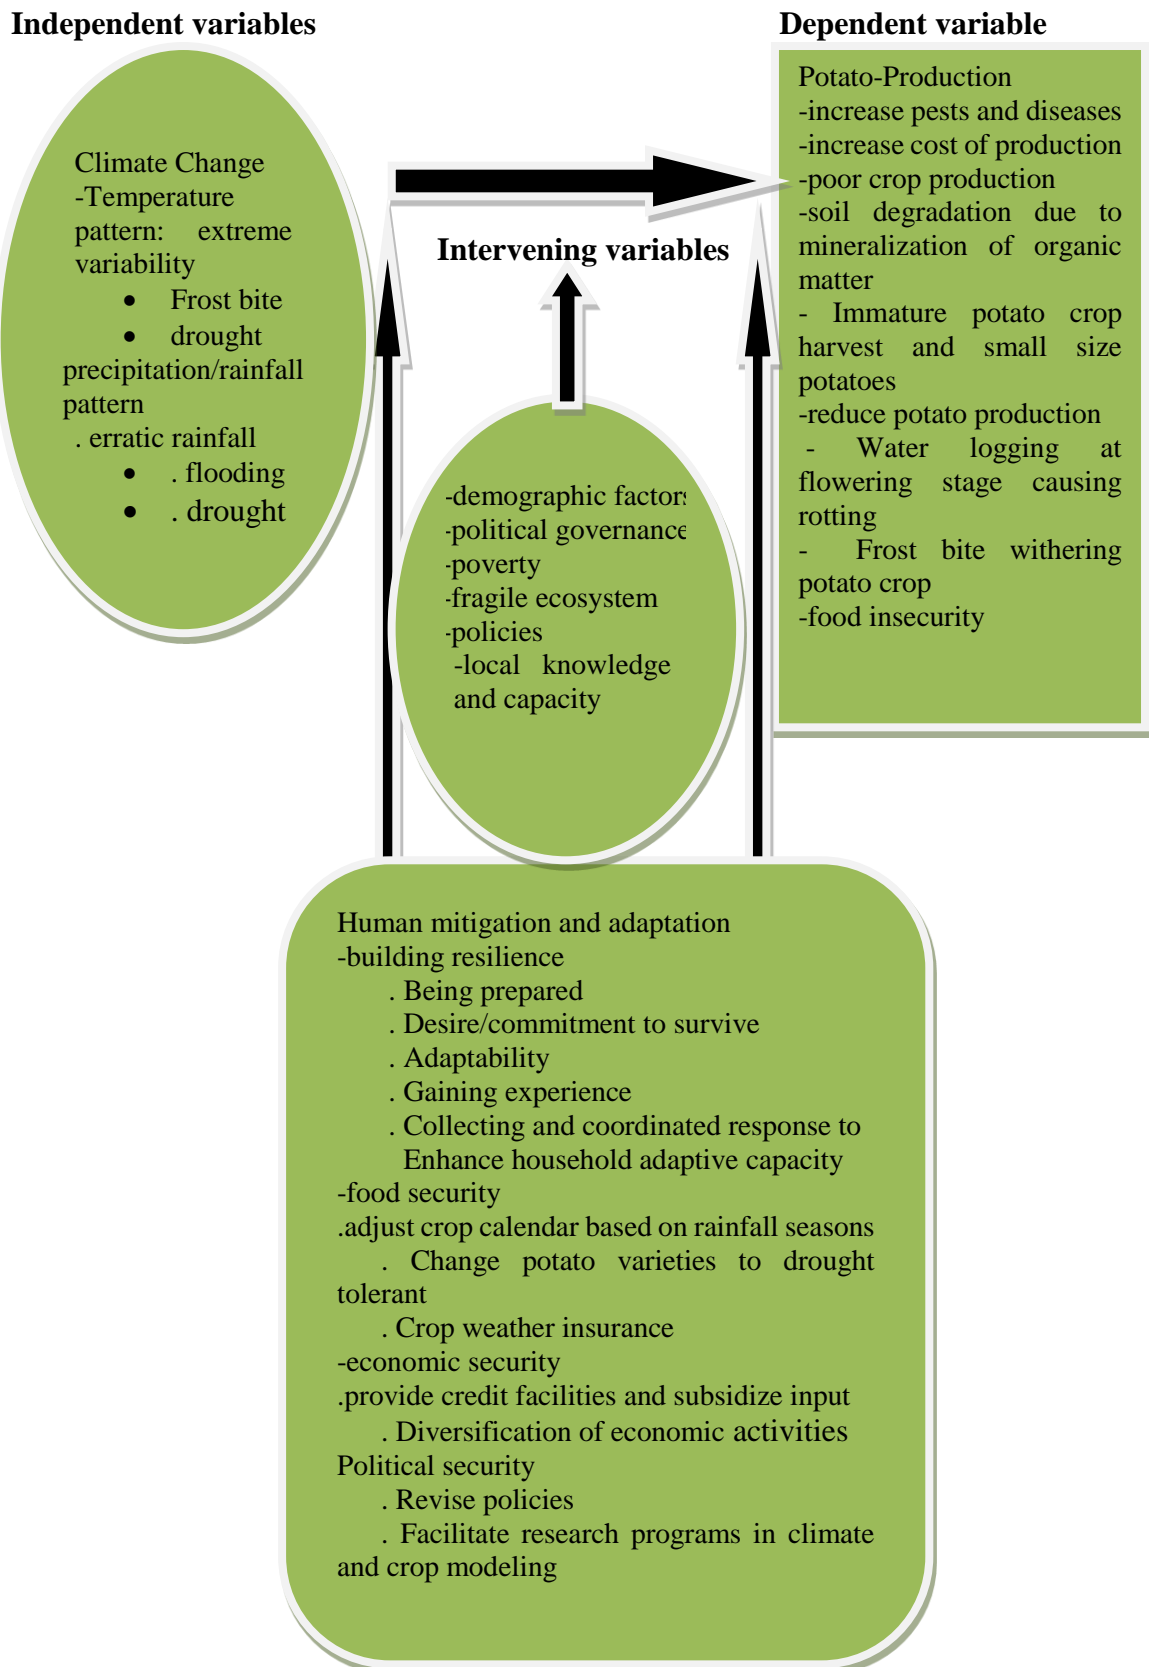 Independent variables
Climate Change
-Temperature
pattern: extreme
variability
• Frost bite
• drought
precipitation/rainfall
pattern
. erratic rainfall
• . flooding
• . drought
Intervening variables
-demographic factors
-political governance
-poverty
-fragile ecosystem
-policies
-local knowledge
and capacity
Dependent variable
Potato-Production
-increase pests and diseases
-increase cost of production
-poor crop production
-soil degradation due to
mineralization of organic
matter
- Immature potato crop
harvest and small size
potatoes
-reduce potato production
- Water logging at
flowering stage causing
rotting
- Frost bite withering
potato crop
-food insecurity
Human mitigation and adaptation
-building resilience
. Being prepared
. Desire/commitment to survive
. Adaptability
. Gaining experience
. Collecting and coordinated response to
Enhance household adaptive capacity
-food security
.adjust crop calendar based on rainfall seasons
. Change potato varieties to drought
tolerant
. Crop weather insurance
-economic security
.provide credit facilities and subsidize input
. Diversification of economic activities
Political security
. Revise policies
. Facilitate research programs in climate
and crop modeling